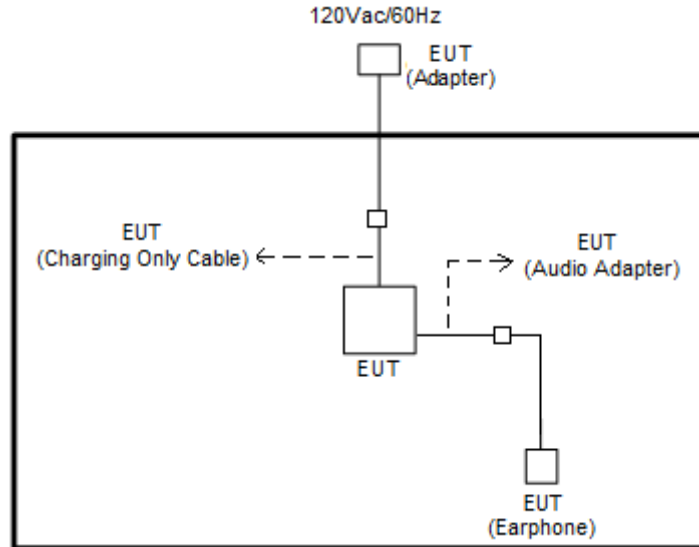 120Vac/60Hz
EUT
(Adapter)
EUT
(Charging Only Cable)
EUT
(Audio Adapter)
EUT
EUT
(Earphone)